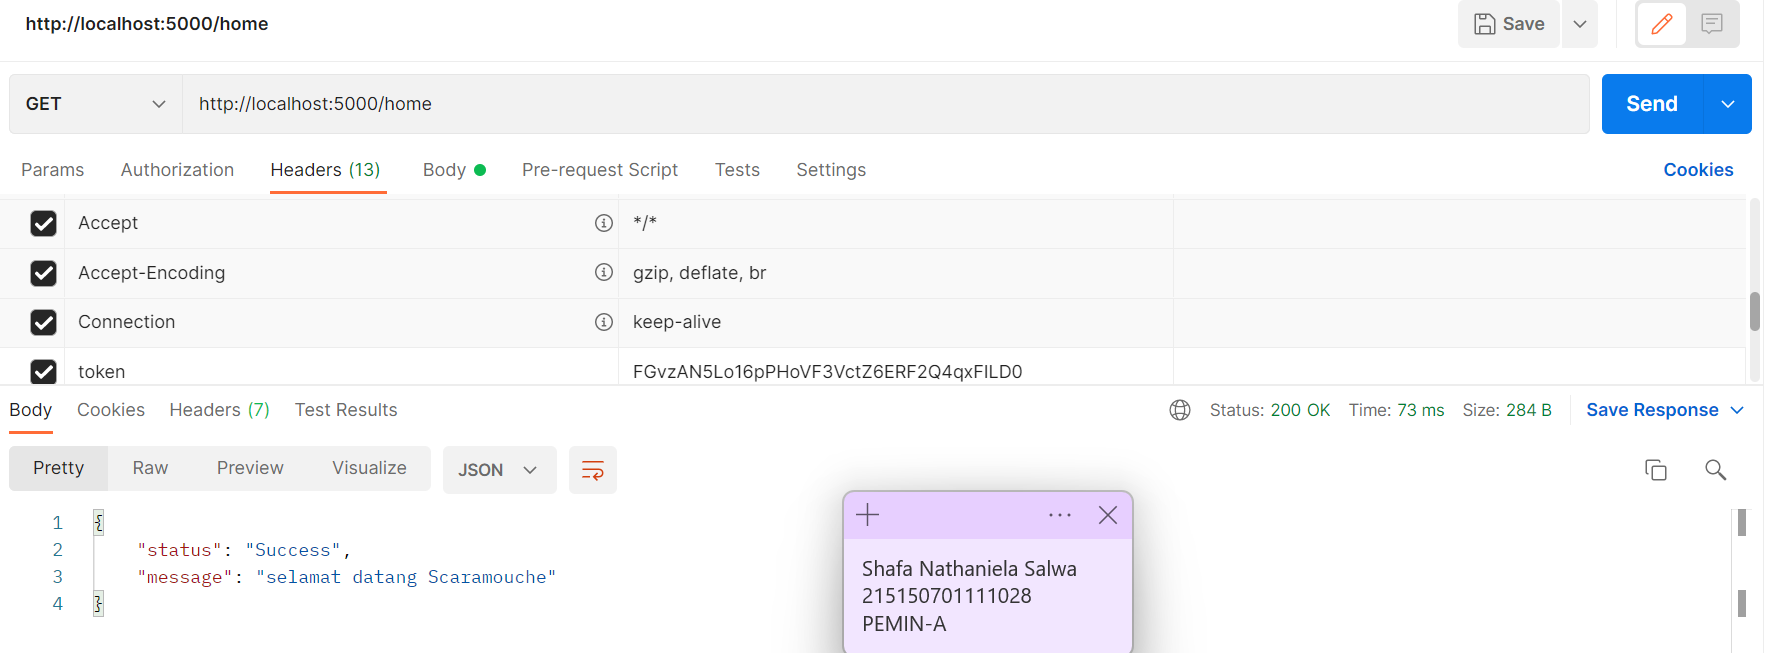 http://localhost:5000/home
Save
GET
http://localhost:5000/home
Send
Params Authorization Headers (13) Body Pre-request Script Tests Settings Cookies
Accept */*
Accept-Encoding gzip, deflate, br
Connection keep-alive
token FGvzAN5Lo16pPHoVF3VctZ6ERF2Q4qxFILD0
Body Cookies Headers (7) Test Results Status: 200 OK Time: 73 ms Size: 284 B Save Response
Pretty Raw Preview Visualize JSON
1 {
2 "status": "Success",
3 "message": "selamat datang Scaramouche"
4 }
Shafa Nathaniela Salwa
215150701111028
PEMIN-A